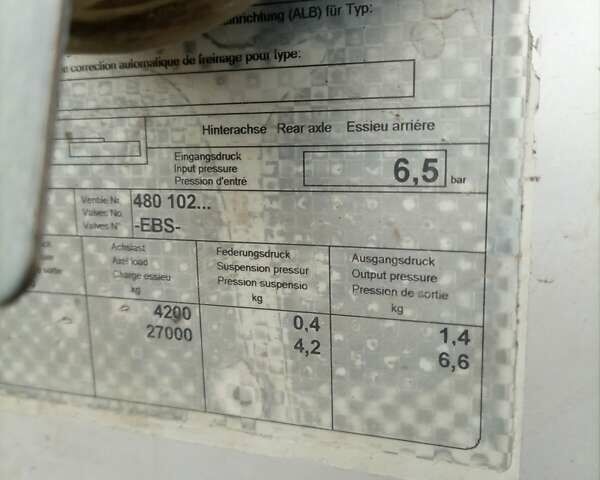 nrichtung (ALB) für Typ:
e correction automatique de freinage pour type:
Hinterachse Rear axle Essieu arriére
Eingangsdruck
Input pressure
Pression d'entré
6,5 bar
Ventile Nr.
Valves No.
Valves N°
480 102...
-EBS-
Achslast
Axel load
Charge essieu
kg
Federungsdruck
Suspension pressur
Pression suspensio
kg
Ausgangsdruck
Output pressure
Pression de sortie
kg
4200 0,4 1,4
27000 4,2 6,6